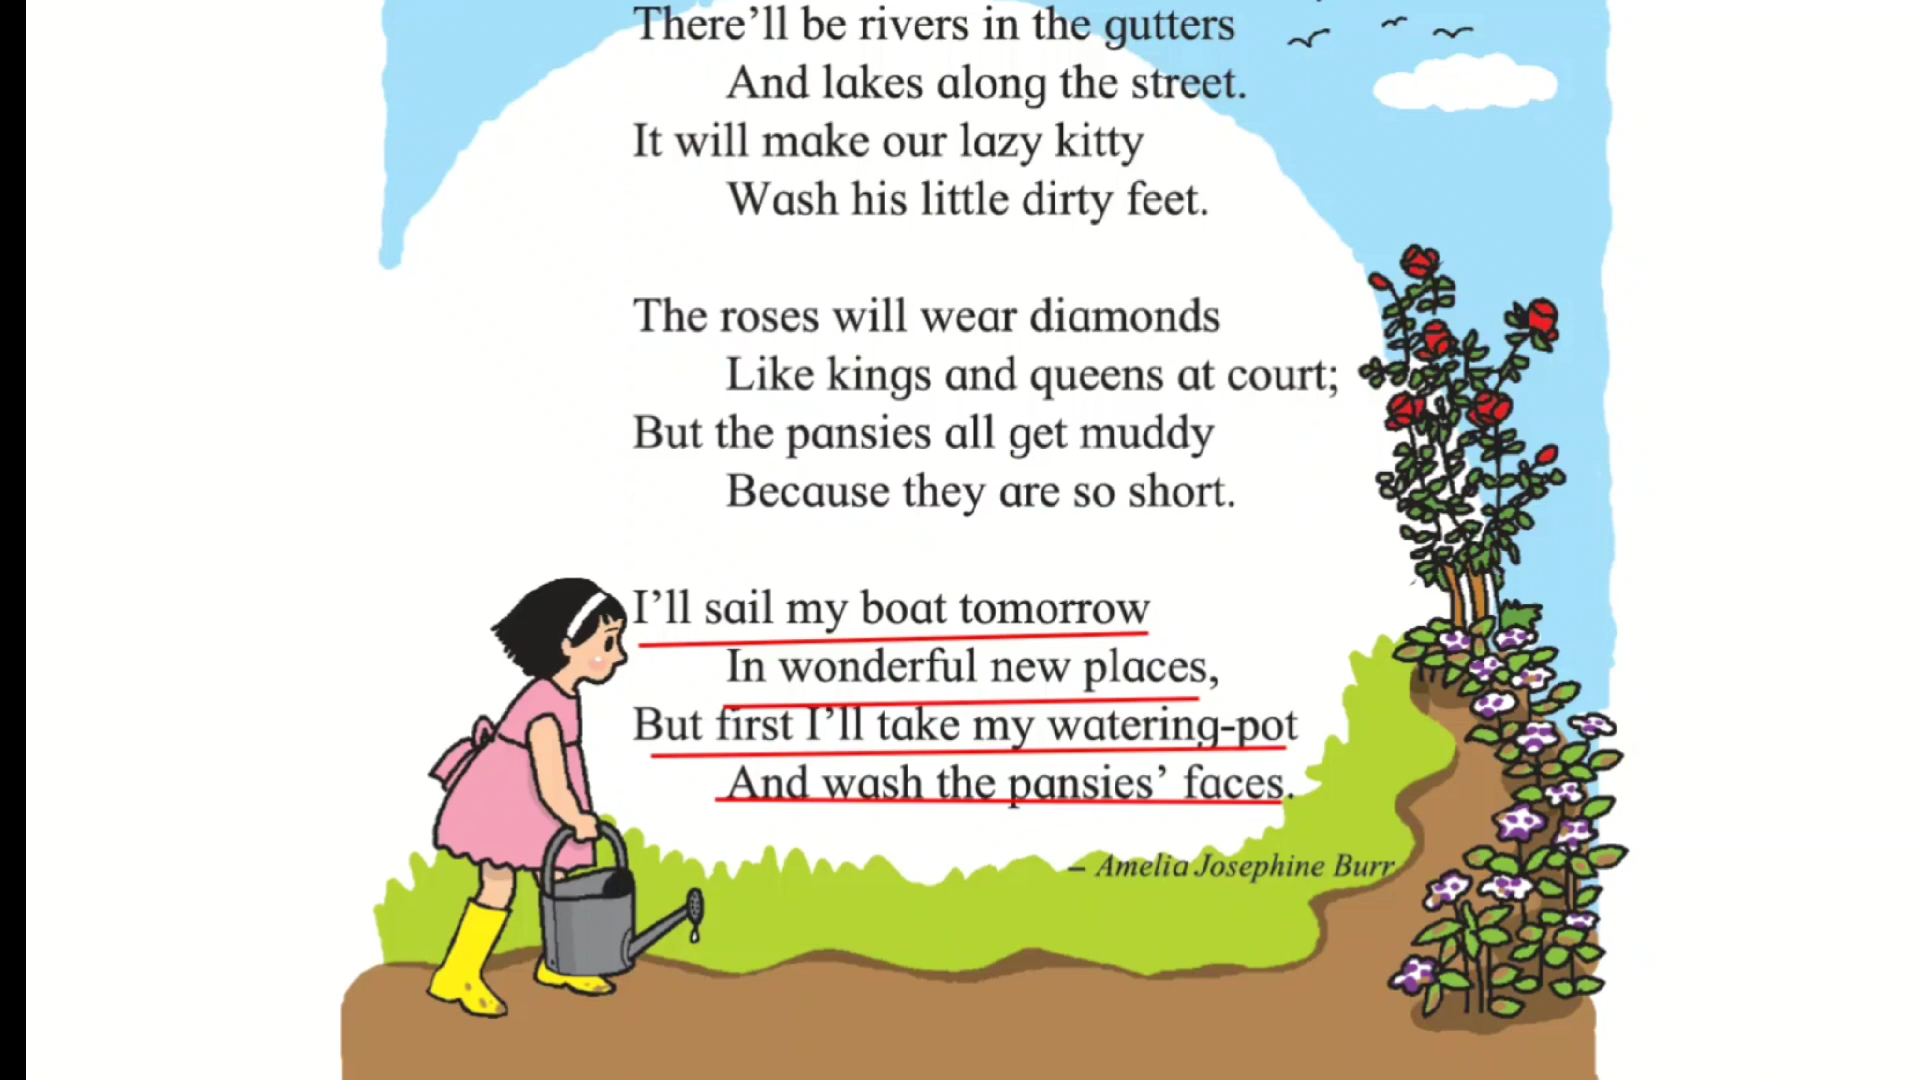 There’ll be rivers in the gutters
And lakes along the street.
It will make our lazy kitty
Wash his little dirty feet.
The roses will wear diamonds
Like kings and queens at court;
But the pansies all get muddy
Because they are so short.
I’ll sail my boat tomorrow
In wonderful new places,
But first I’ll take my watering-pot
And wash the pansies’ faces.
– Amelia Josephine Burr